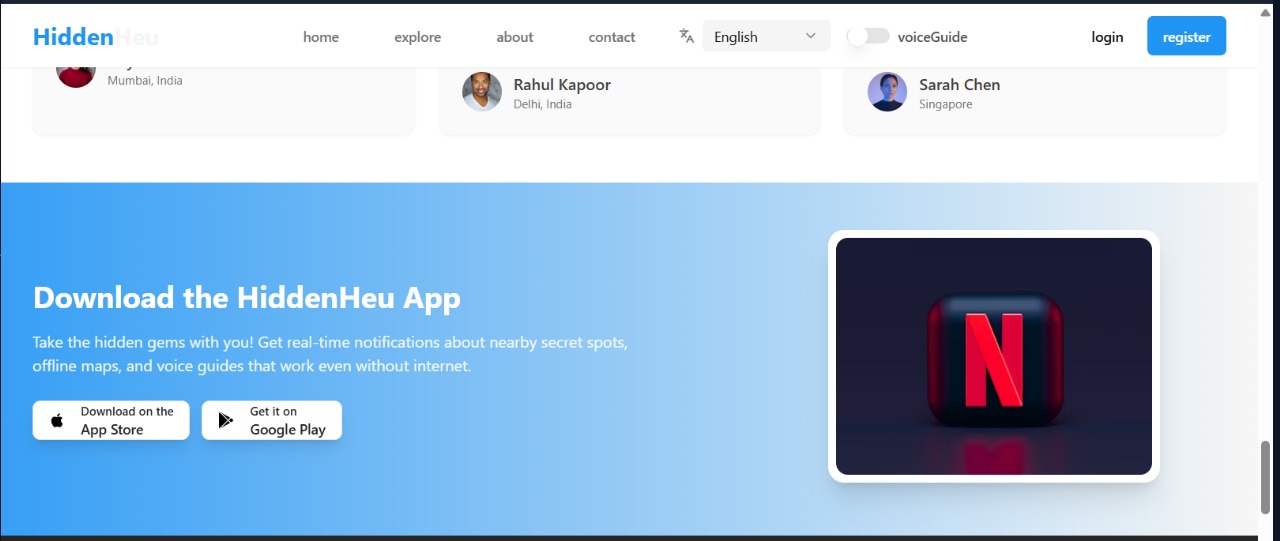 HiddenHeu
home
explore
about
contact
English
voiceGuide
login
register
Mumbai, India
Rahul Kapoor
Delhi, India
Sarah Chen
Singapore
Download the HiddenHeu App
Take the hidden gems with you! Get real-time notifications about nearby secret spots,
offline maps, and voice guides that work even without internet.
Download on the
App Store
Get it on
Google Play
N